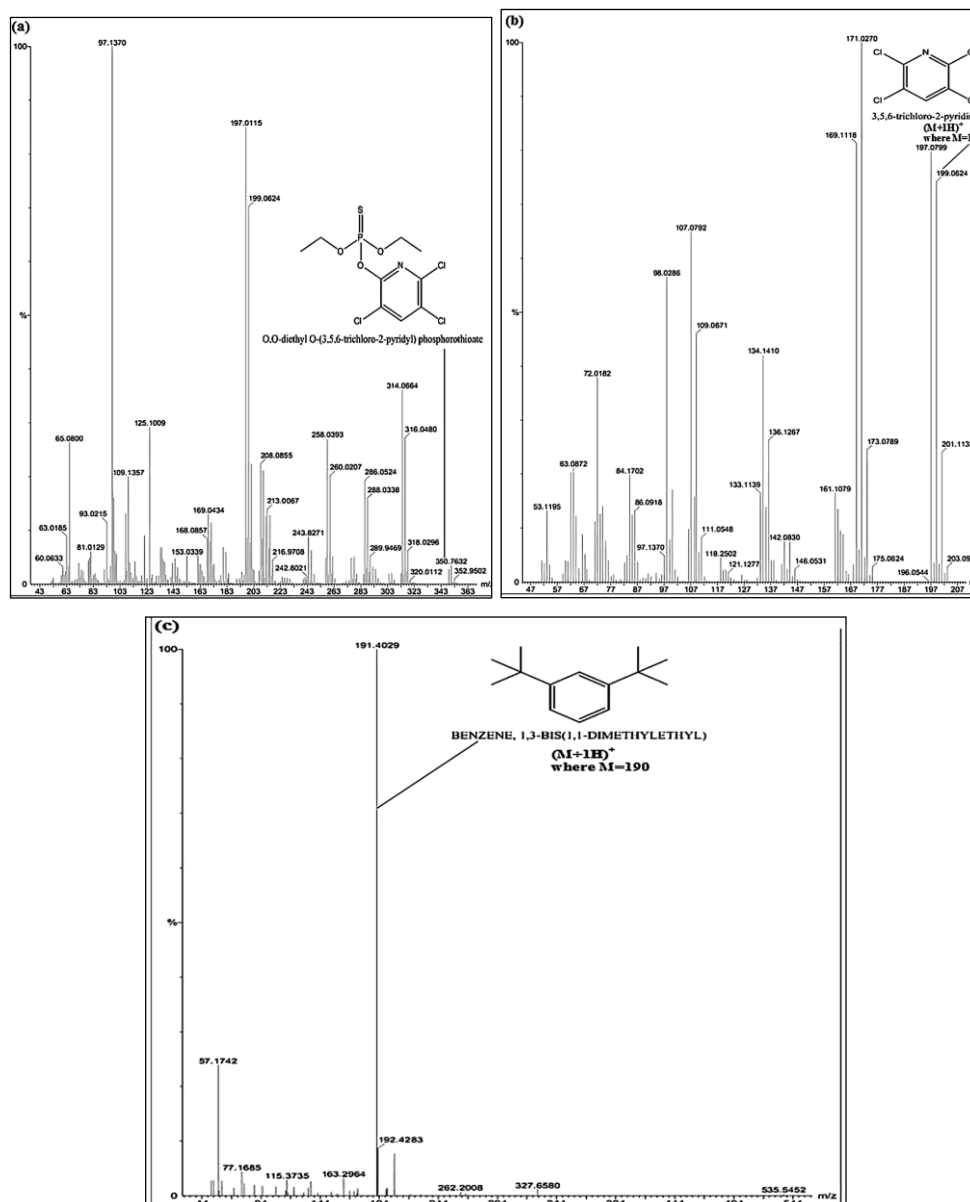 (a)
100
97.1370
197.0115
199.0624
S
P
O
O
O
N
Cl
Cl
Cl
O,O-diethyl O-(3,5,6-trichloro-2-pyridyl) phosphorothioate
%
314.0664
316.0480
125.1009
65.0800
258.0393
260.0207
208.0855
286.0524
288.0338
109.1357
213.0067
169.0434
93.0215
63.0185
168.0857
243.8271
318.0296
153.0339
289.9469
81.0129
216.9708
350.7632
60.0633
242.8021
320.0112
352.9502
0
43 63 83 103 123 143 163 183 203 223 243 263 283 303 323 343 363
m/z
(b)
100
171.0270
Cl
N
Cl
3,5,6-trichloro-2-pyridin
(M+1H)+
where M=1
169.1118
197.0799
199.0624
107.0792
98.0286
%
109.0671
134.1410
72.0182
136.1267
63.0872
84.1702
173.0789
201.113
133.1139
161.1079
53.1195
86.0918
111.0548
142.0830
97.1370
118.2502
121.1277
146.0531
175.0624
196.0544
203.09
0
47 57 67 77 87 97 107 117 127 137 147 157 167 177 187 197 207
(c)
191.4029
100
BENZENE, 1,3-BIS(1,1-DIMETHYLETHYL)
(M+1H)+
where M=190
%
57.1742
192.4283
77.1685
115.3735
163.2964
262.2008
327.6580
535.5452
0
m/z